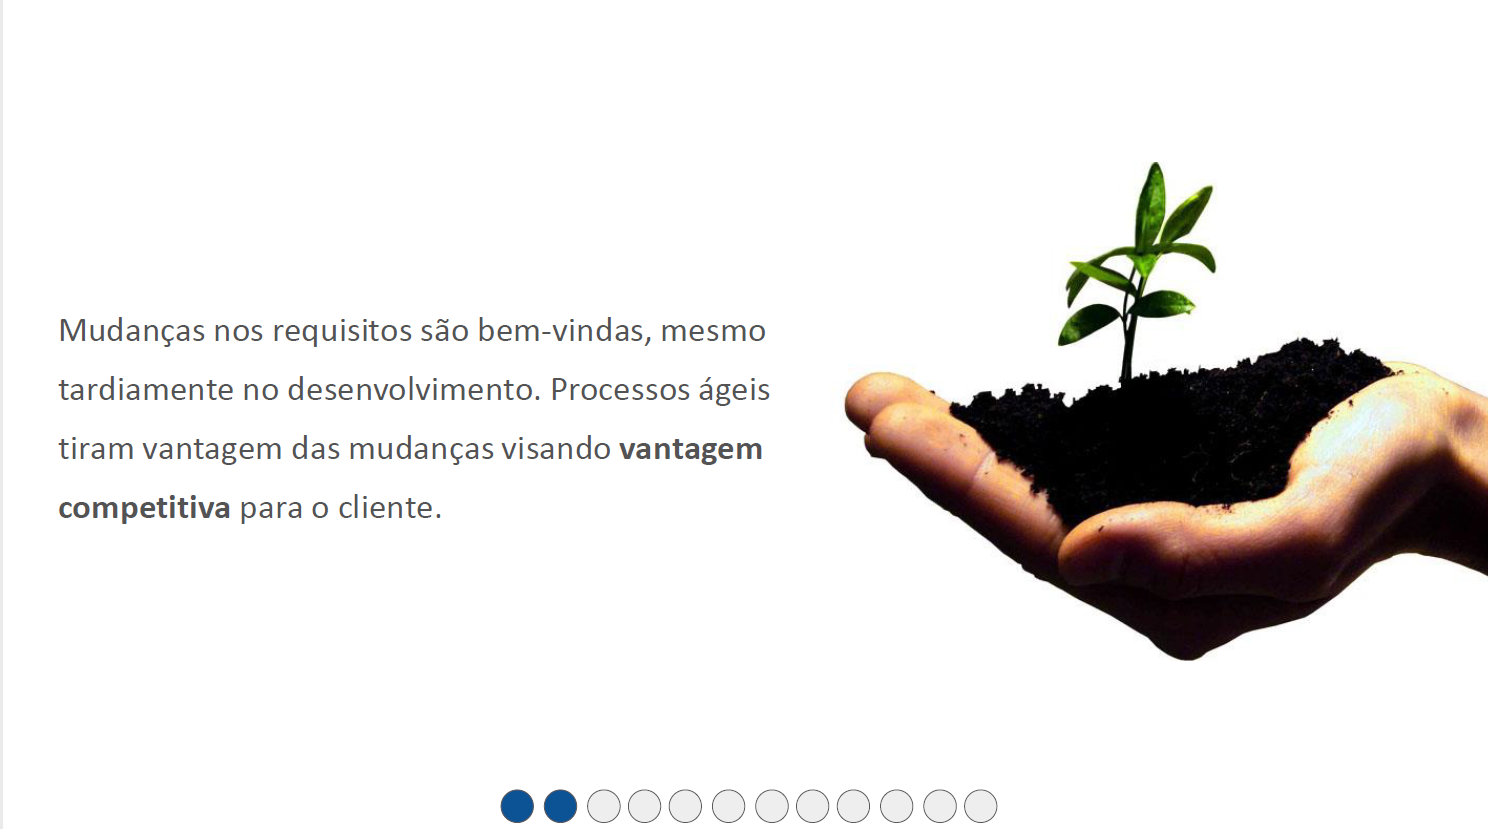 Mudanças nos requisitos são bem-vindas, mesmo
tardiamente no desenvolvimento. Processos ágeis
tiram vantagem das mudanças visando vantagem
competitiva para o cliente.